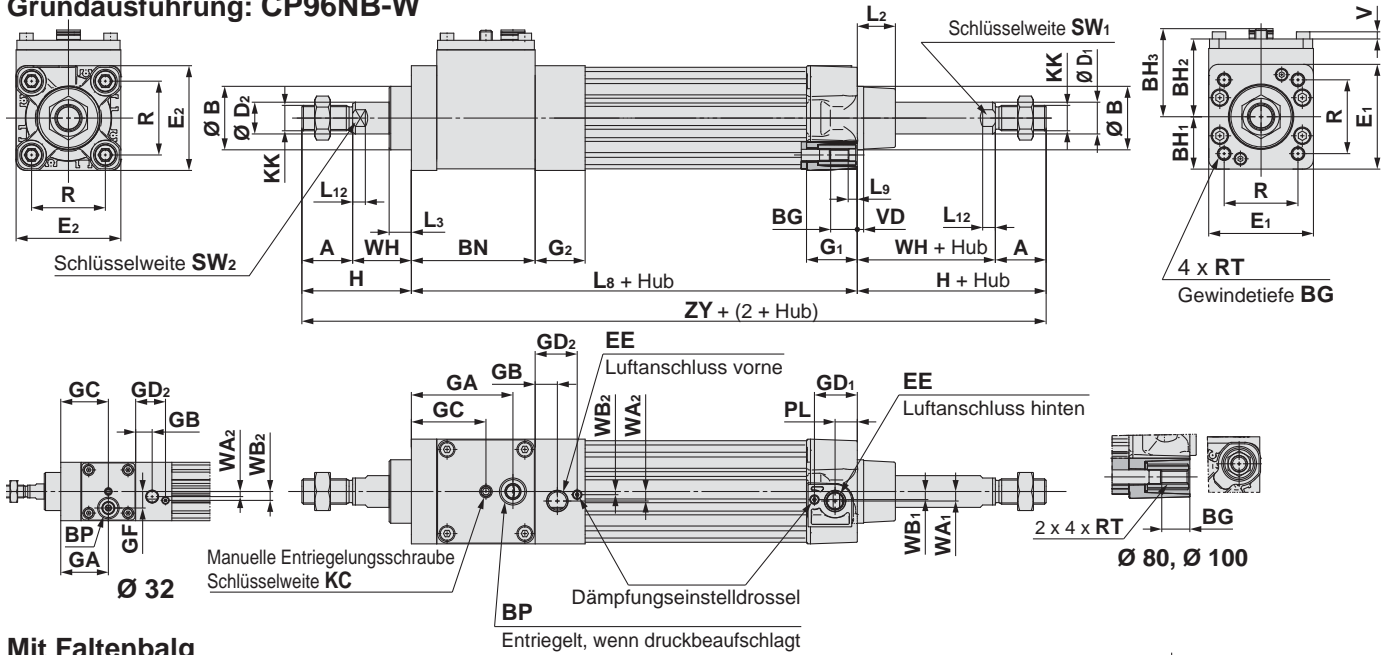 Grundausführung: CP96NB-W
Schlüsselweite SW1
L2
KK
Ø D1
Ø B
V
BH3
BH2
BH1
R
E1
R
E1
4 x RT
Gewindetiefe BG
R
E2
R
E2
Ø B
Ø D2
KK
L12
L3
A
WH
BN
G2
BG
G1
L9
VD
L12
WH + Hub
A
Schlüsselweite SW2
H
L8 + Hub
H + Hub
ZY + (2 + Hub)
GC
GD2
GB
WA2
WB2
BP
GF
GA
Ø 32
GD2
EE
Luftanschluss vorne
GB
GA
GC
WB2
WA2
GD1
PL
EE
Luftanschluss hinten
WB1
WA1
2 x 4 x RT
BG
Ø 80, Ø 100
Manuelle Entriegelungsschraube
Schlüsselweite KC
Dämpfungseinstelldrossel
BP
Entriegelt, wenn druckbeaufschlagt
Mit Faltenbalg